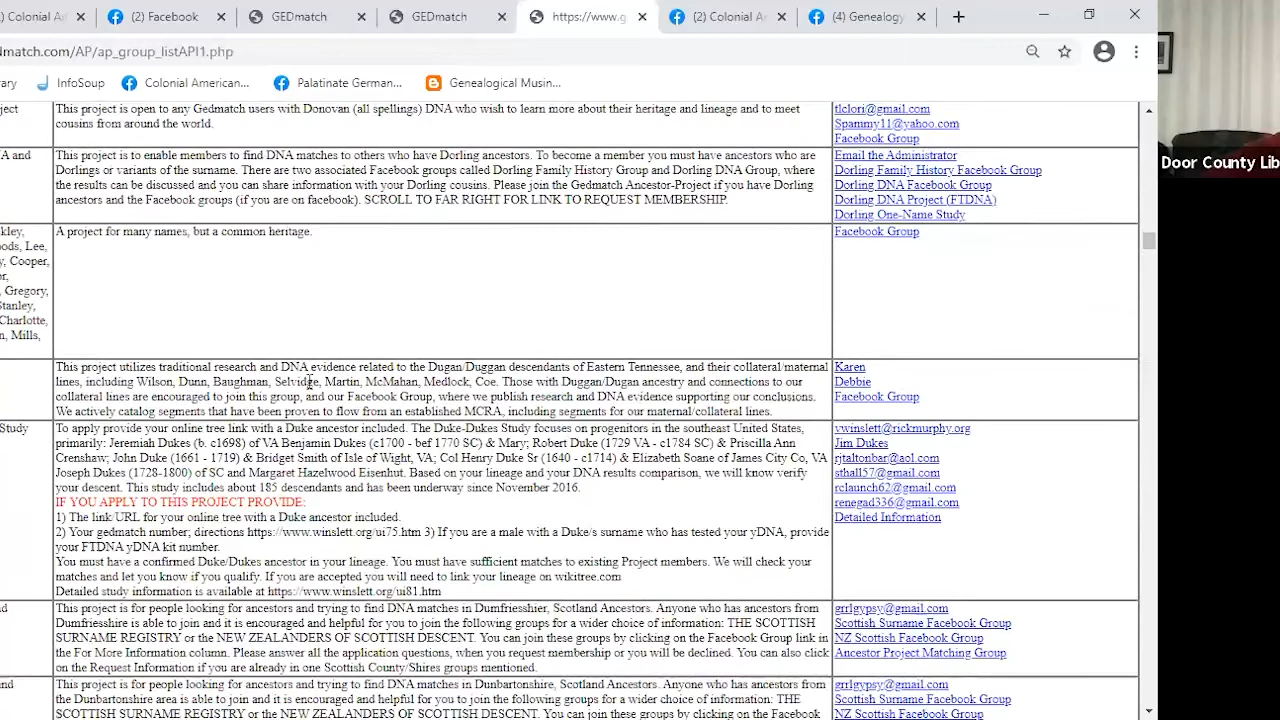 (2) Facebook
GEDmatch
GEDmatch
https://www.g
(2) Colonial A
(4) Genealogy
match.com/AP/ap_group_listAPI1.php
ry
InfoSoup
Colonial American...
Palatinate German...
Genealogical Musin...
ject
This project is open to any Gedmatch users with Donovan (all spellings) DNA who wish to learn more about their heritage and lineage and to meet
cousins from around the world.
tlclori@gmail.com
Spammy11@yahoo.com
Facebook Group
A and
This project is to enable members to find DNA matches to others who have Dorling ancestors. To become a member you must have ancestors who are
Dorlings or variants of the surname. There are two associated Facebook groups called Dorling Family History Group and Dorling DNA Group, where
the results can be discussed and you can share information with your Dorling cousins. Please join the Gedmatch Ancestor-Project if you have Dorling
ancestors and the Facebook groups (if you are on facebook). SCROLL TO FAR RIGHT FOR LINK TO REQUEST MEMBERSHIP.
Email the Administrator
Dorling Family History Facebook Group
Dorling DNA Facebook Group
Dorling DNA Project (FTDNA)
Dorling One-Name Study
Door County Lib
kley,
ods, Lee,
y, Cooper,
or,
, Gregory,
Stanley,
Charlotte,
n, Mills,
A project for many names, but a common heritage.
Facebook Group
This project utilizes traditional research and DNA evidence related to the Dugan/Duggan descendants of Eastern Tennessee, and their collateral/maternal
lines, including Wilson, Dunn, Baughman, Selvidge, Martin, McMahan, Medlock, Coe. Those with Duggan/Dugan ancestry and connections to our
collateral lines are encouraged to join this group, and our Facebook Group, where we publish research and DNA evidence supporting our conclusions.
We actively catalog segments that have been proven to flow from an established MCRA, including segments for our maternal/collateral lines.
Karen
Debbie
Facebook Group
Study
To apply provide your online tree link with a Duke ancestor included. The Duke-Dukes Study focuses on progenitors in the southeast United States,
primarily: Jeremiah Dukes (b. c1698) of VA Benjamin Dukes (c1700 - bef 1770 SC) & Mary; Robert Duke (1729 VA - c1784 SC) & Priscilla Ann
Crenshaw; John Duke (1661 - 1719) & Bridget Smith of Isle of Wight, VA; Col Henry Duke Sr (1640 - c1714) & Elizabeth Soane of James City Co, VA
Joseph Dukes (1728-1800) of SC and Margaret Hazelwood Eisenhut. Based on your lineage and your DNA results comparison, we will know verify
your descent. This study includes about 185 descendants and has been underway since November 2016.
IF YOU APPLY TO THIS PROJECT PROVIDE:
1) The link/URL for your online tree with a Duke ancestor included.
2) Your gedmatch number; directions https://www.winslett.org/ui75.htm 3) If you are a male with a Duke/s surname who has tested your yDNA, provide
your FTDNA yDNA kit number.
You must have a confirmed Duke/Dukes ancestor in your lineage. You must have sufficient matches to existing Project members. We will check your
matches and let you know if you qualify. If you are accepted you will need to link your lineage on wikitree.com
Detailed study information is available at https://www.winslett.org/ui81.htm
vwinslett@rickmurphy.org
Jim Dukes
rjtaltonbar@aol.com
sthall57@gmail.com
rclaunch62@gmail.com
renegad336@gmail.com
Detailed Information
nd
This project is for people looking for ancestors and trying to find DNA matches in Dumfriesshier, Scotland Ancestors. Anyone who has ancestors from
Dumfriesshire is able to join and it is encouraged and helpful for you to join the following groups for a wider choice of information: THE SCOTTISH
SURNAME REGISTRY or the NEW ZEALANDERS OF SCOTTISH DESCENT. You can join these groups by clicking on the Facebook Group link in
the For More Information column. Please answer all the application questions, when you request membership or you will be declined. You can also click
on the Request Information if you are already in one Scottish County/Shires groups mentioned.
grrlgypsy@gmail.com
Scottish Surname Facebook Group
NZ Scottish Facebook Group
Ancestor Project Matching Group
and
This project is for people looking for ancestors and trying to find DNA matches in Dunbartonshire, Scotland Ancestors. Anyone who has ancestors from
the Dunbartonshire area is able to join and it is encouraged and helpful for you to join the following groups for a wider choice of information: THE
SCOTTISH SURNAME REGISTRY or the NEW ZEALANDERS OF SCOTTISH DESCENT. You can join these groups by clicking on the Facebook
grrlgypsy@gmail.com
Scottish Surname Facebook Group
NZ Scottish Facebook Group